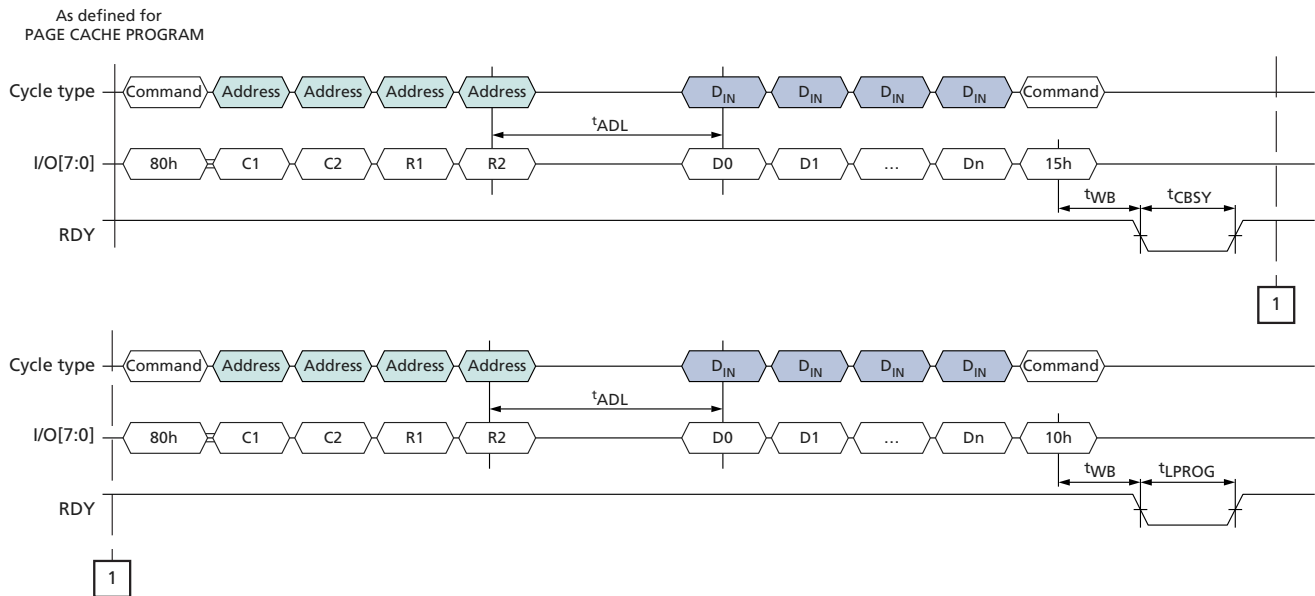 As defined for
PAGE CACHE PROGRAM
Cycle type Command Address Address Address Address DIN DIN DIN DIN Command
tADL
I/O[7:0] 80h C1 C2 R1 R2 D0 D1 … Dn 15h
tWB tCBSY
RDY
1
Cycle type Command Address Address Address Address DIN DIN DIN DIN Command
tADL
I/O[7:0] 80h C1 C2 R1 R2 D0 D1 … Dn 10h
tWB tLPROG
RDY
1